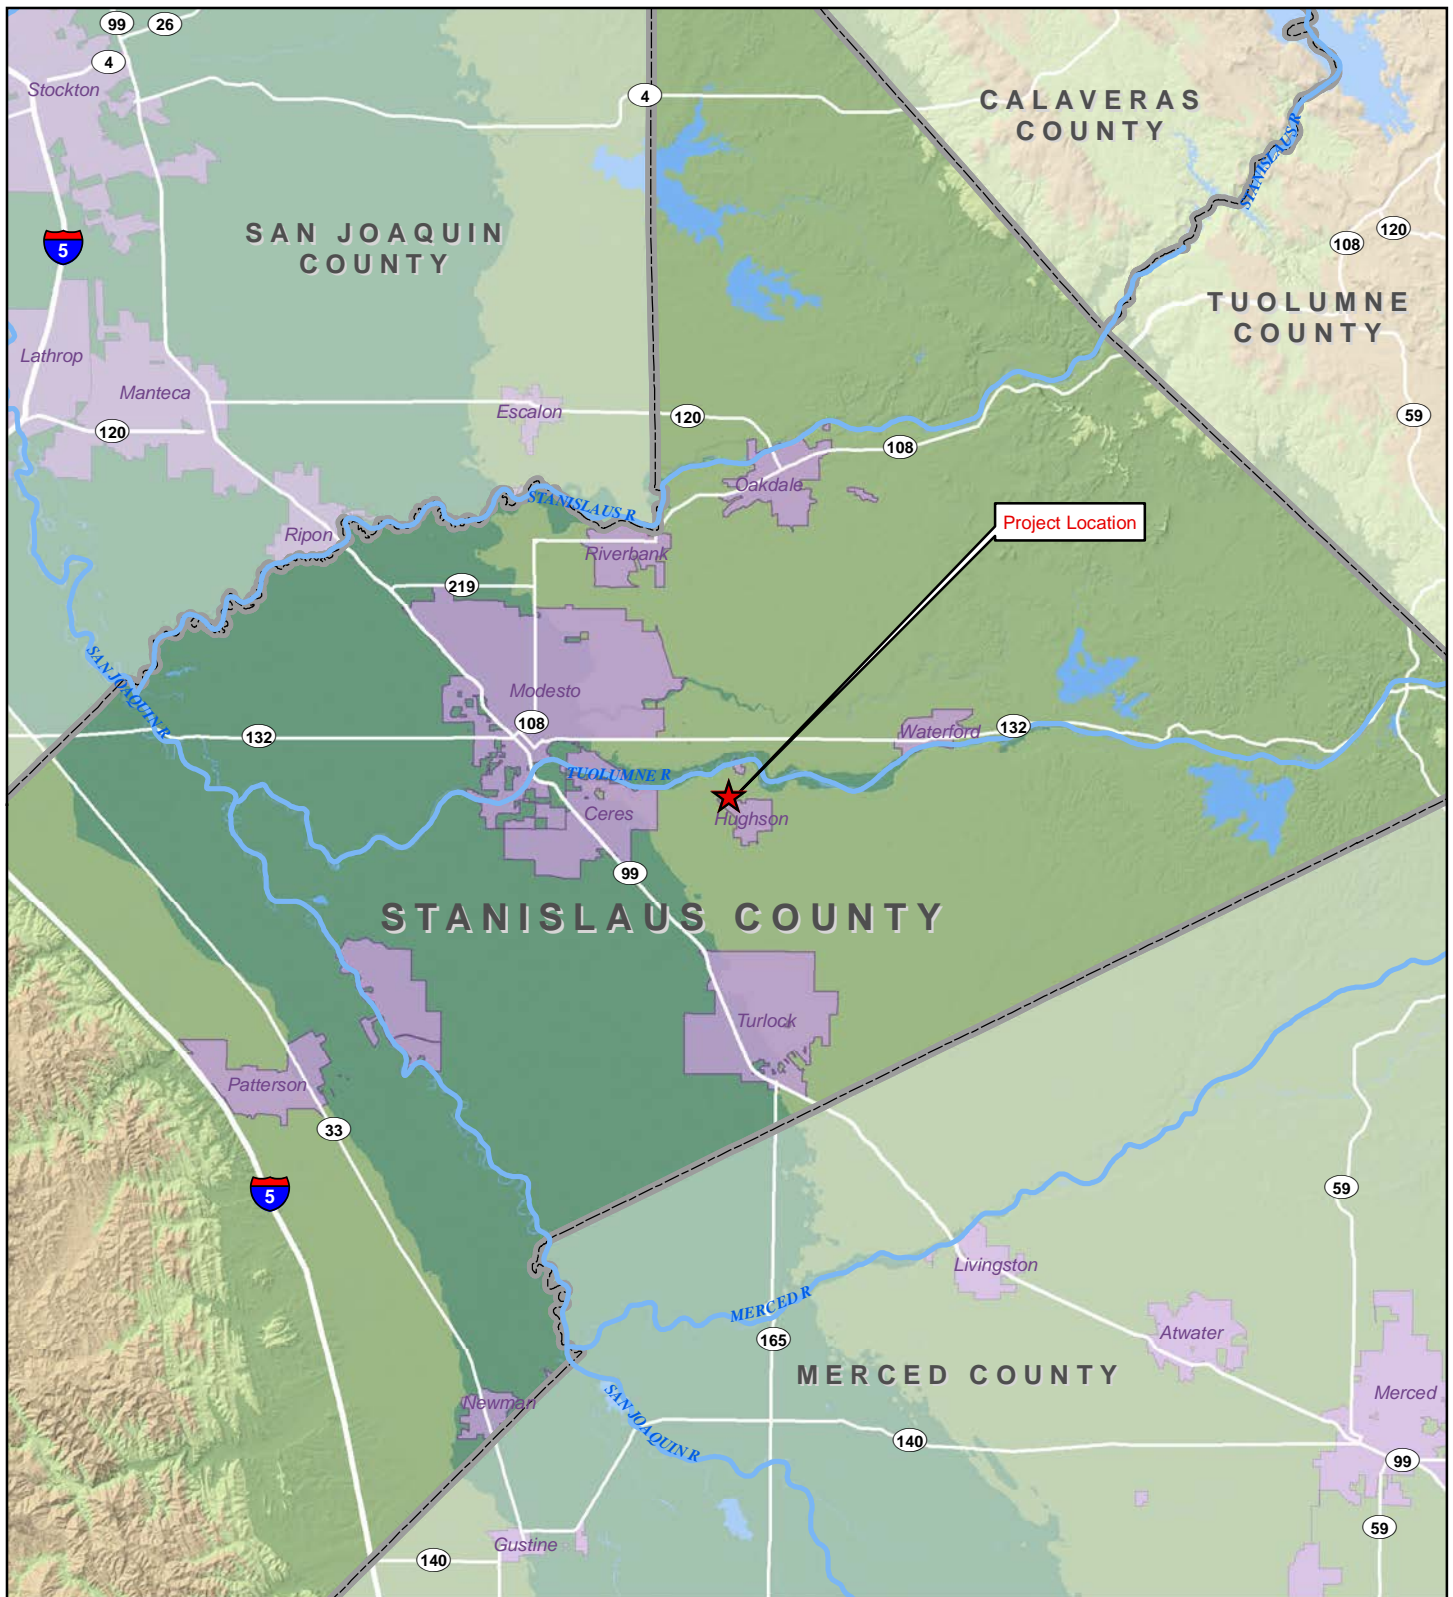 99
26
4
Stockton
4
CALAVERAS
COUNTY
STANISLAUS R
SAN JOAQUIN
COUNTY
5
108
120
TUOLUMNE
COUNTY
Lathrop
Manteca
Escalon
120
120
59
108
Oakdale
STANISLAUS R
Project Location
Ripon
Riverbank
219
SAN JOAQUIN R
Modesto
108
132
Waterford
132
TUOLUMNE R
Ceres
Hughson
99
STANISLAUS COUNTY
Turlock
Patterson
33
5
59
Livingston
MERCED R
165
Atwater
MERCED COUNTY
Merced
Newman
SAN JOAQUIN R
140
99
59
Gustine
140